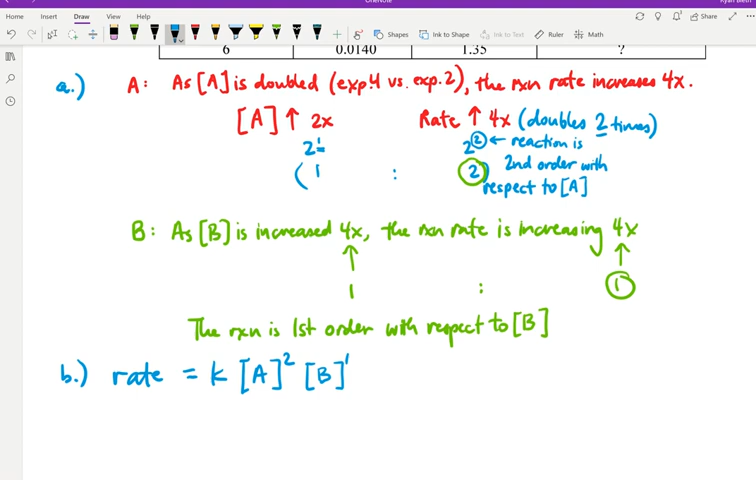 OneNote
Ryan Bleth
Home Insert Draw View Help
Share
Shapes Ink to Shape Ink to Text Ruler Math
6 0.0140 1.35 ?
a.) A: As [A] is doubled (exp.4 vs. exp.2), the rxn rate increases 4x.
[A] ↑ 2x Rate ↑ 4x (doubles 2 times)
2¹ 2² ← reaction is
2nd order with
respect to [A]
( 1 : 2 )
B: As [B] is increased 4x, the rxn rate is increasing 4x
↑ ↑
1 : 1
The rxn is 1st order with respect to [B]
b.) rate = k [A]² [B]¹